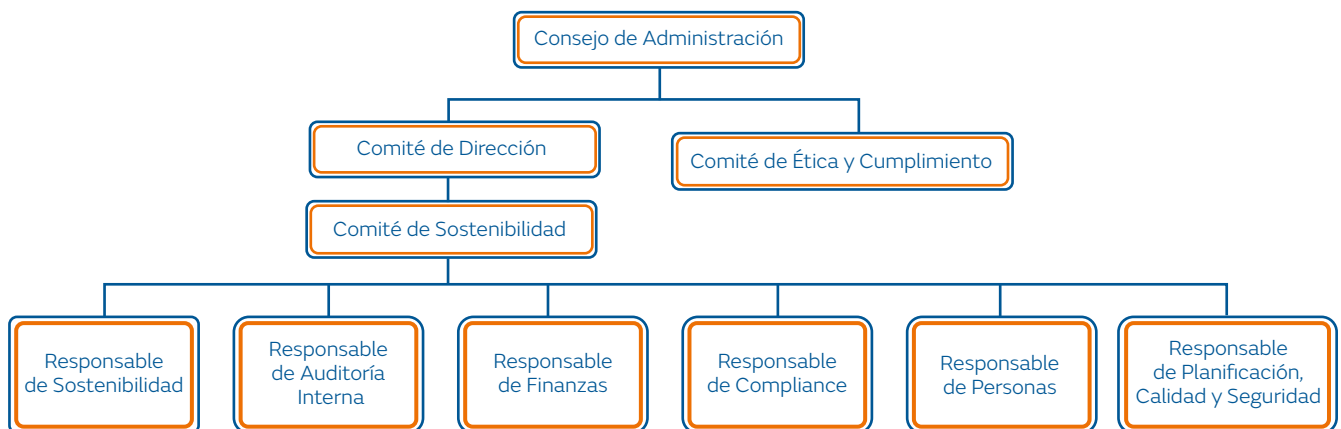 Consejo de Administración
Comité de Dirección
Comité de Ética y Cumplimiento
Comité de Sostenibilidad
Responsable
de Sostenibilidad
Responsable
de Auditoría
Interna
Responsable
de Finanzas
Responsable
de Compliance
Responsable
de Personas
Responsable
de Planificación,
Calidad y Seguridad